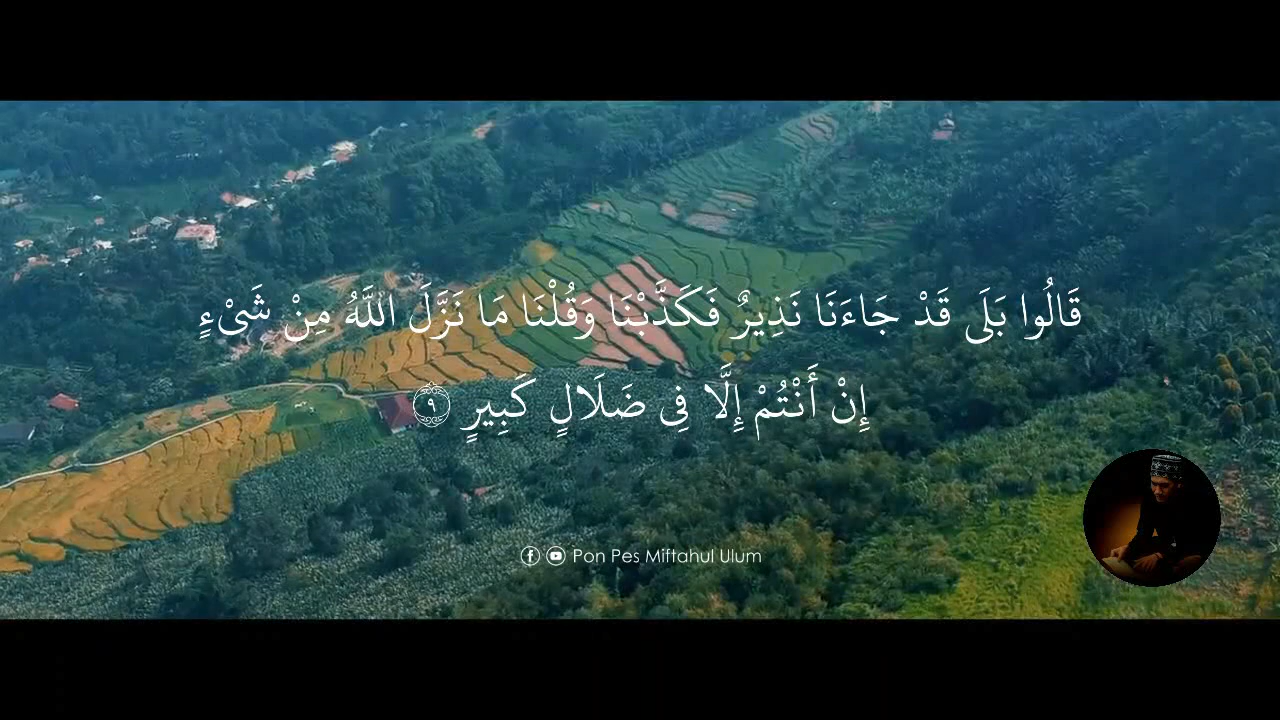 قَالُوا بَلَى قَدْ جَاءَنَا نَذِيرٌ فَكَذَّبْنَا وَقُلْنَا مَا نَزَّلَ اللَّهُ مِنْ شَىْءٍ
إِنْ أَنْتُمْ إِلَّا فِى ضَلَالٍ كَبِيرٍ ٩
Pon Pes Miftahul Ulum